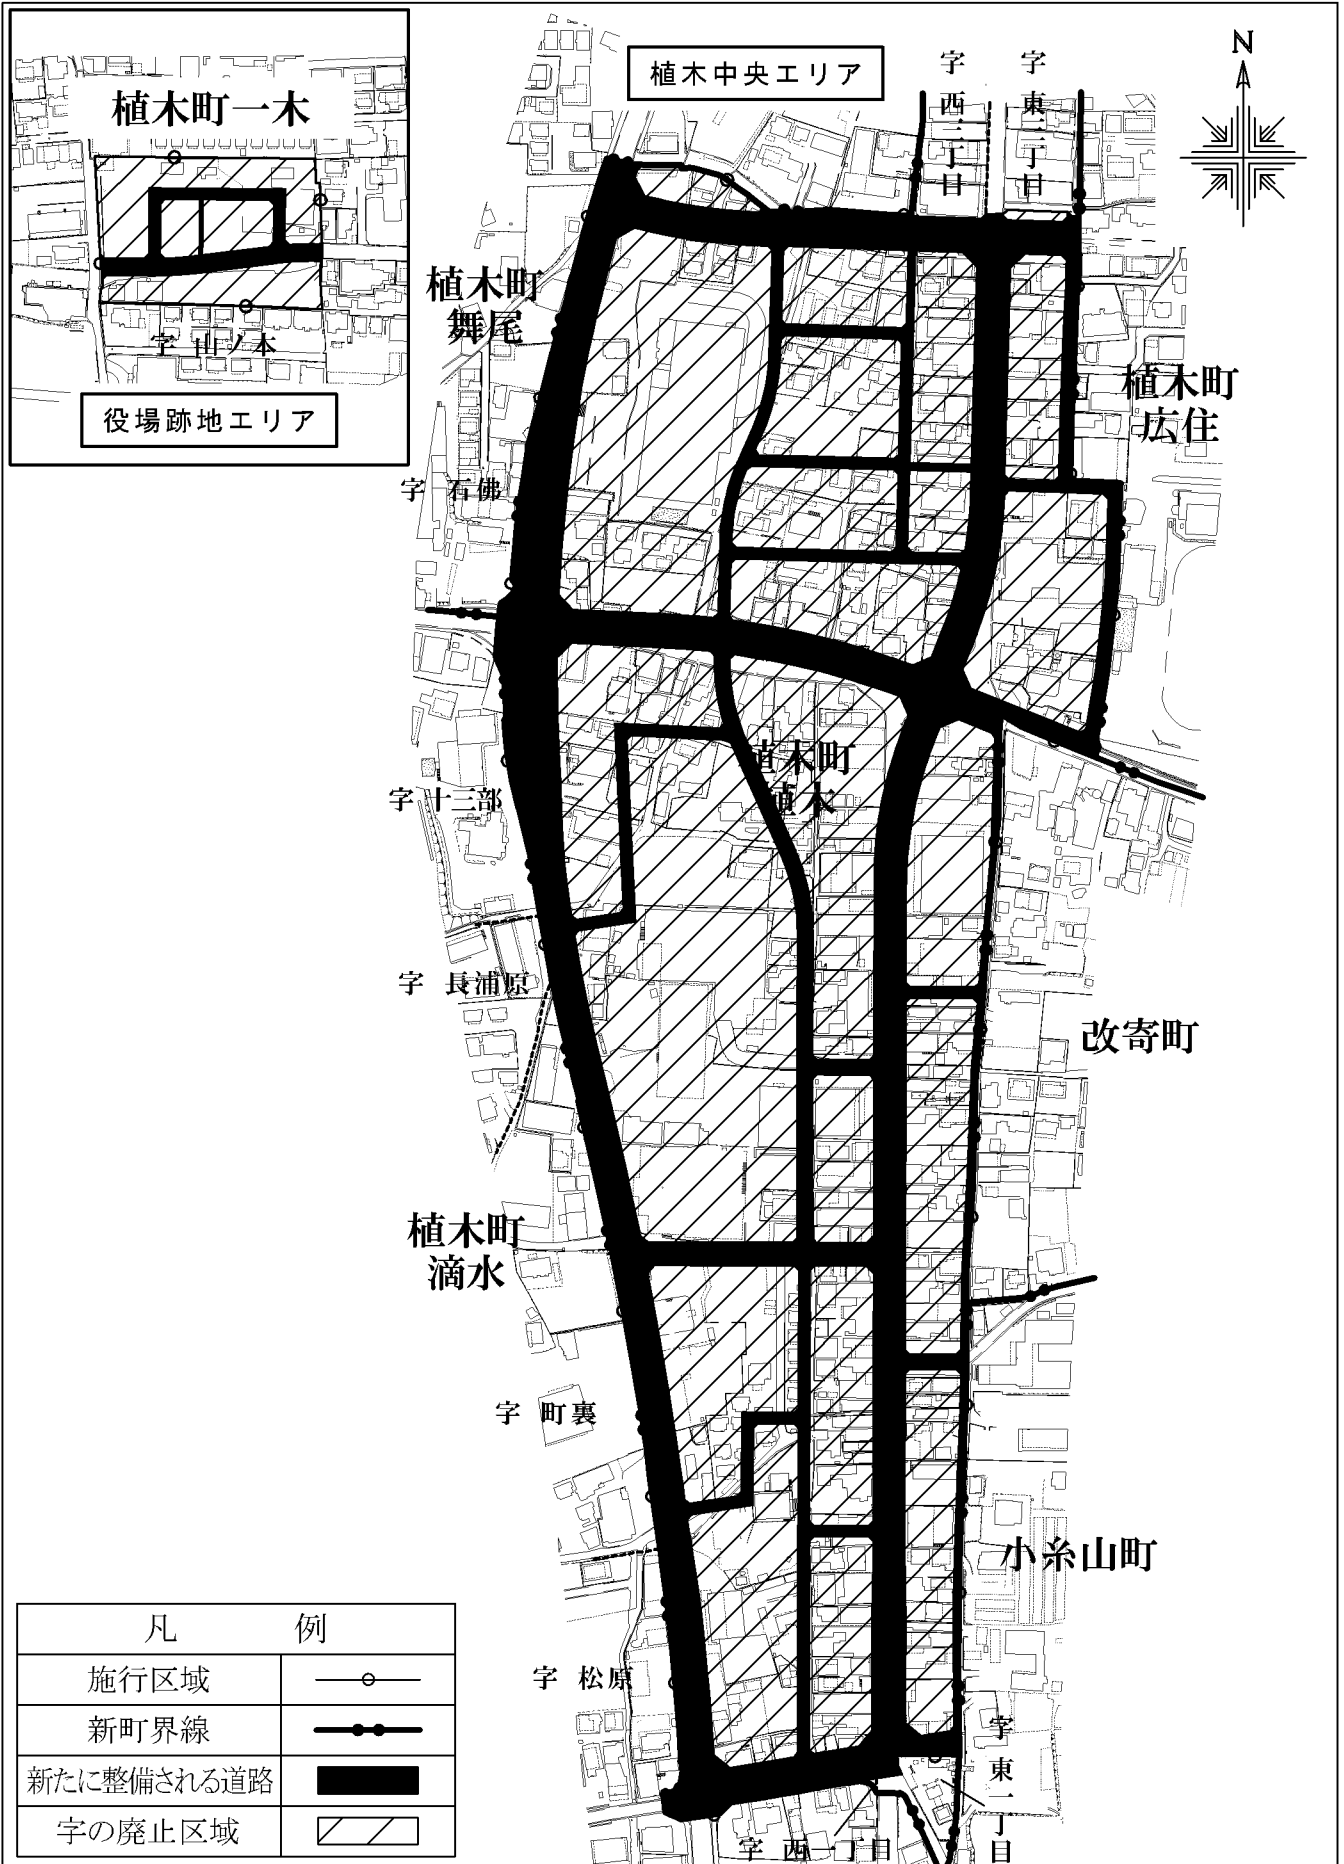 植木町一木
字 山ノ本
役場跡地エリア
植木中央エリア
字 西二丁目
字 東二丁目
N
植木町
舞尾
植木町
広住
字 石佛
植木町
植木
字 十三部
字 長浦原
改寄町
植木町
滴水
字 町裏
小糸山町
字 松原
字 東一丁目
字 西一丁目
凡 例
施行区域
新町界線
新たに整備される道路
字の廃止区域